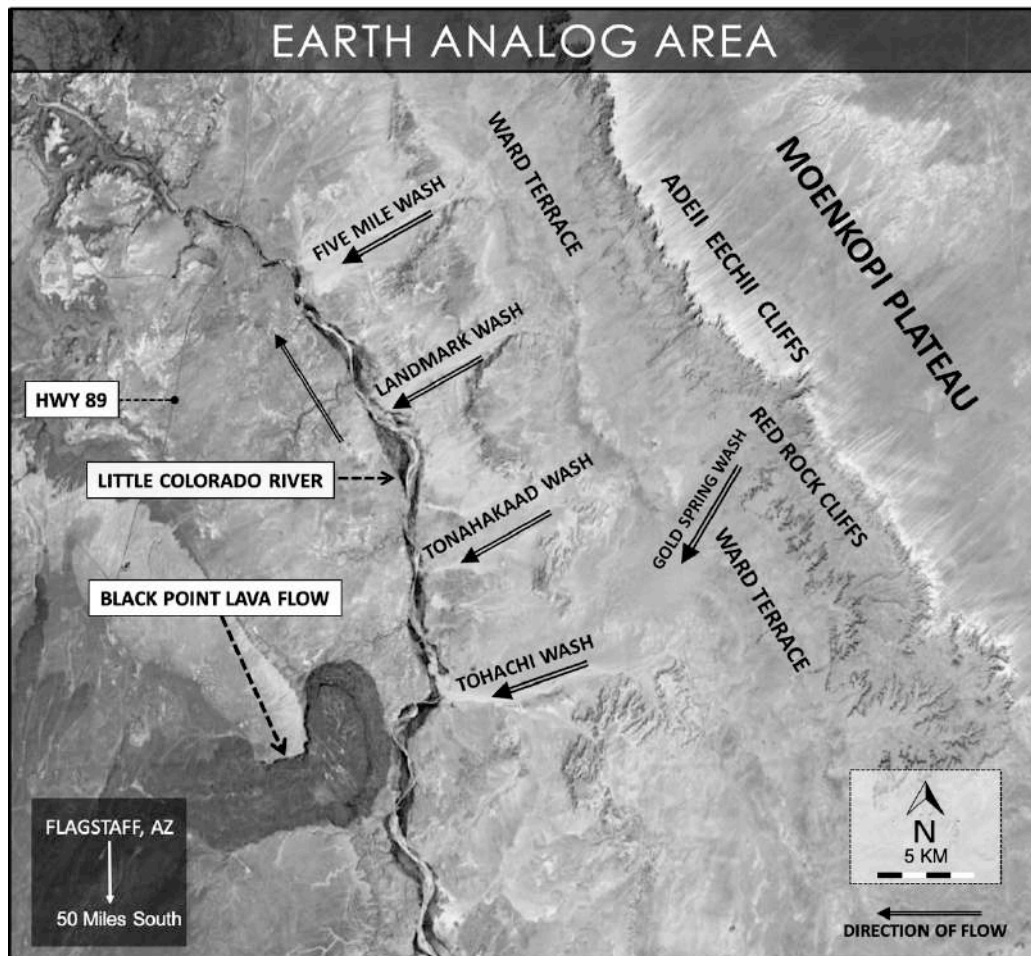 EARTH ANALOG AREA
WARD TERRACE
MOENKOPI PLATEAU
ADEII EECHII CLIFFS
FIVE MILE WASH
LANDMARK WASH
HWY 89
RED ROCK CLIFFS
LITTLE COLORADO RIVER
TONAHAKAAD WASH
GOLD SPRING WASH
WARD TERRACE
BLACK POINT LAVA FLOW
TOHACHI WASH
FLAGSTAFF, AZ
50 Miles South
N
5 KM
DIRECTION OF FLOW